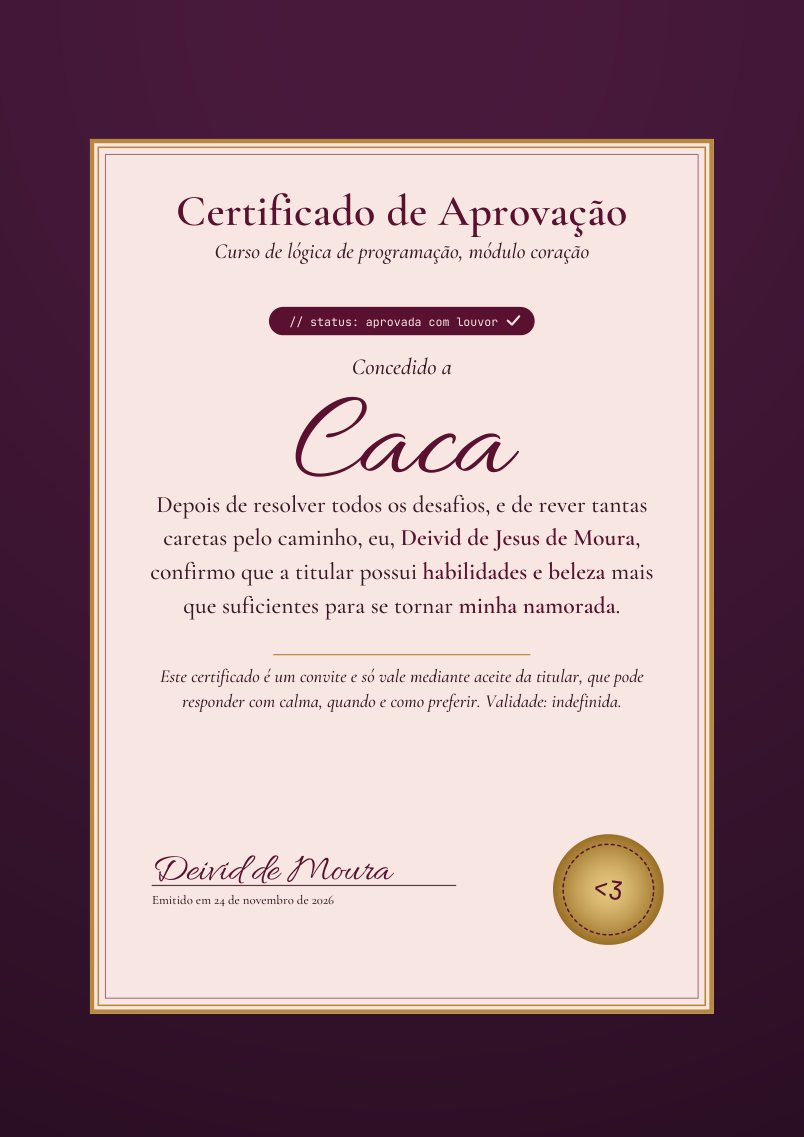 Certificado de Aprovação
Curso de lógica de programação, módulo coração
// status: aprovada com louvor ✓
Concedido a
Caca
Depois de resolver todos os desafios, e de rever tantas
caretas pelo caminho, eu, Deivid de Jesus de Moura,
confirmo que a titular possui habilidades e beleza mais
que suficientes para se tornar minha namorada.
Este certificado é um convite e só vale mediante aceite da titular, que pode
responder com calma, quando e como preferir. Validade: indefinida.
Deivid de Moura
Emitido em 24 de novembro de 2026
<3